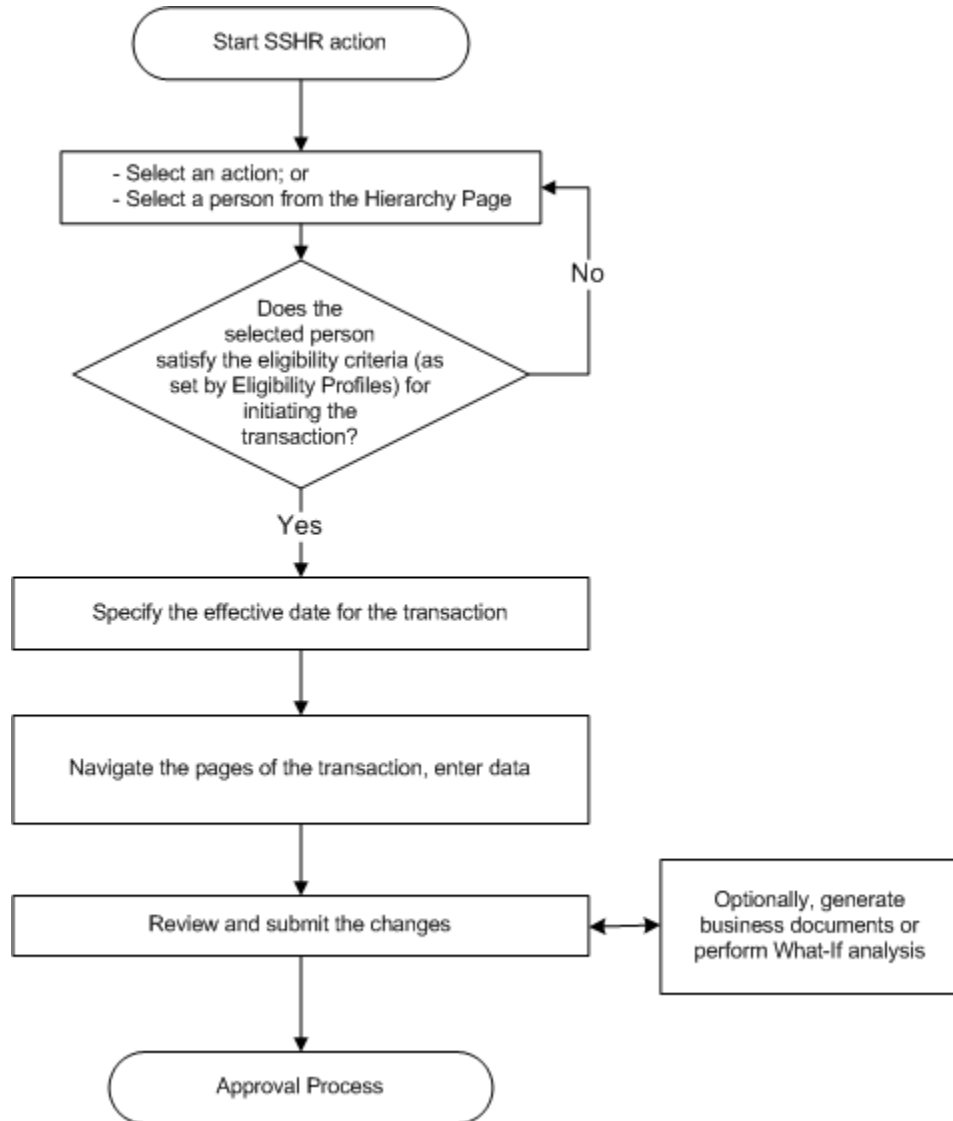 Start SSHR action
- Select an action; or
- Select a person from the Hierarchy Page
No
Does the
selected person
satisfy the eligibility criteria (as
set by Eligibility Profiles) for
initiating the
transaction?
Yes
Specify the effective date for the transaction
Navigate the pages of the transaction, enter data
Review and submit the changes
Optionally, generate
business documents or
perform What-If analysis
Approval Process